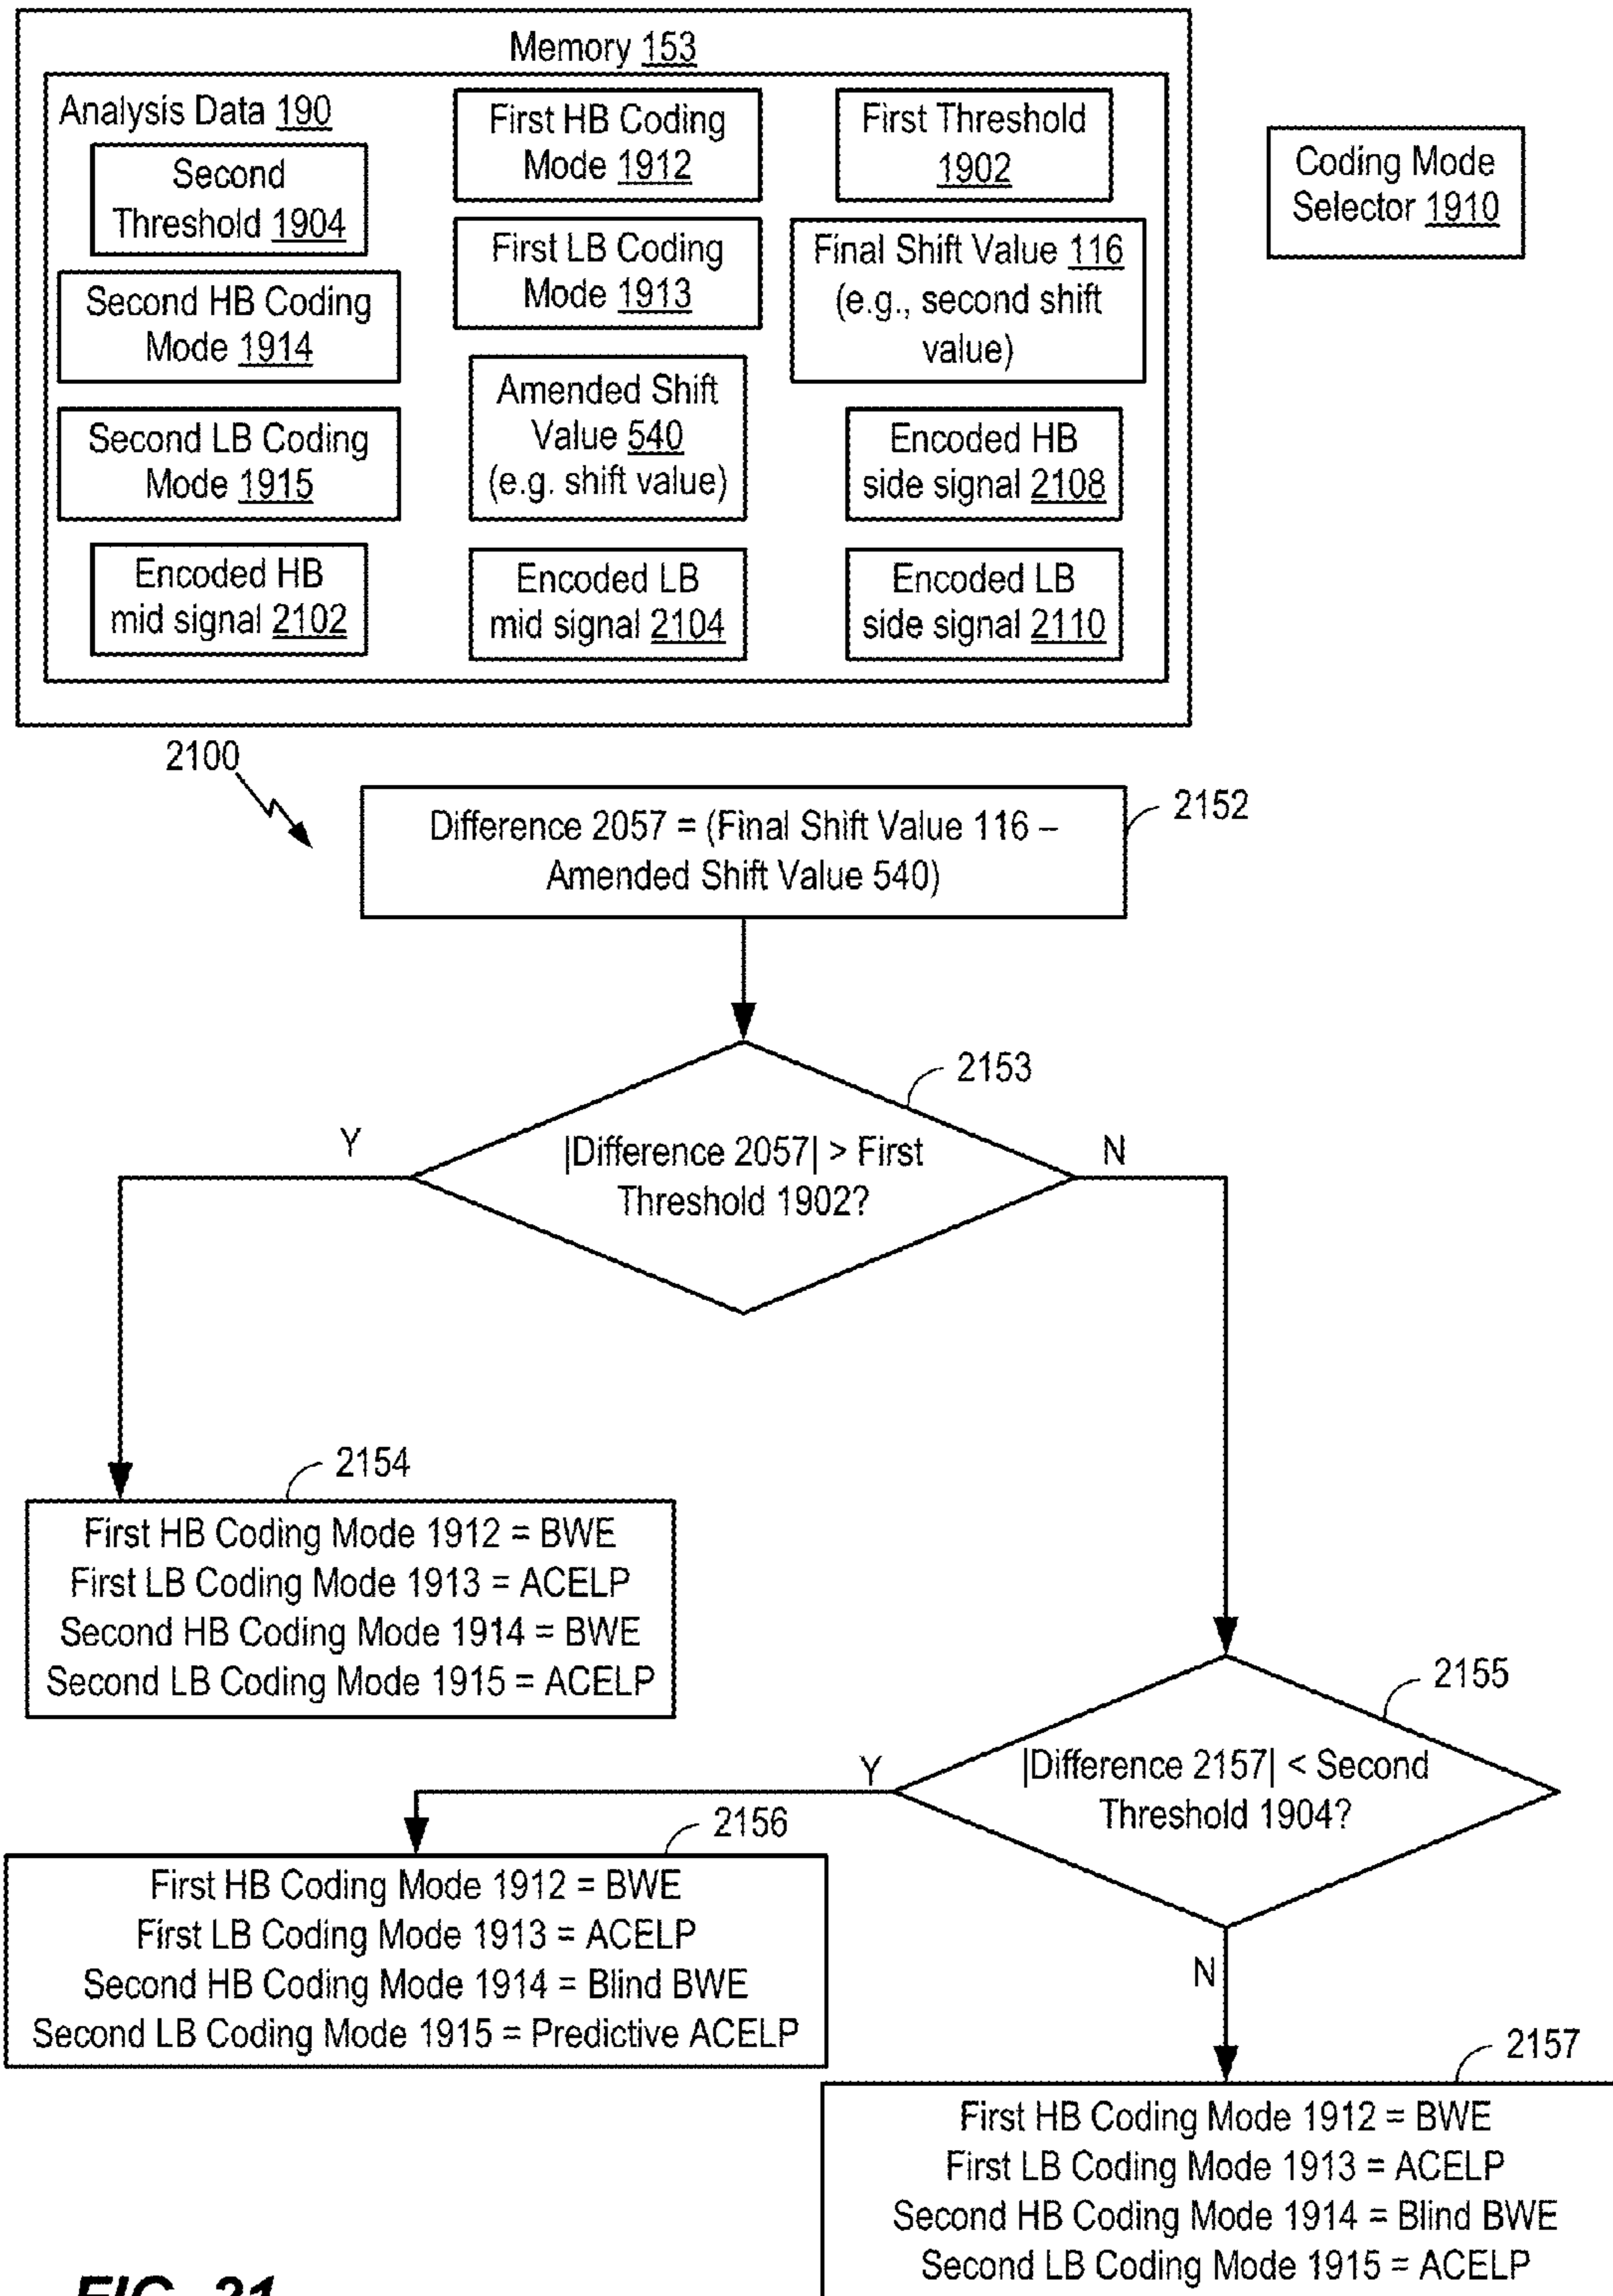 Memory 153
Analysis Data 190
Second
Threshold 1904
Second HB Coding
Mode 1914
Second LB Coding
Mode 1915
Encoded HB
mid signal 2102
First HB Coding
Mode 1912
First LB Coding
Mode 1913
Amended Shift
Value 540
(e.g. shift value)
Encoded LB
mid signal 2104
First Threshold
1902
Final Shift Value 116
(e.g., second shift
value)
Encoded HB
side signal 2108
Encoded LB
side signal 2110
Coding Mode
Selector 1910
2100
2152
Difference 2057 = (Final Shift Value 116 –
Amended Shift Value 540)
2153
|Difference 2057| > First
Threshold 1902?
Y
N
2154
First HB Coding Mode 1912 = BWE
First LB Coding Mode 1913 = ACELP
Second HB Coding Mode 1914 = BWE
Second LB Coding Mode 1915 = ACELP
2155
|Difference 2157| < Second
Threshold 1904?
Y
N
2156
First HB Coding Mode 1912 = BWE
First LB Coding Mode 1913 = ACELP
Second HB Coding Mode 1914 = Blind BWE
Second LB Coding Mode 1915 = Predictive ACELP
2157
First HB Coding Mode 1912 = BWE
First LB Coding Mode 1913 = ACELP
Second HB Coding Mode 1914 = Blind BWE
Second LB Coding Mode 1915 = ACELP
FIG. 21